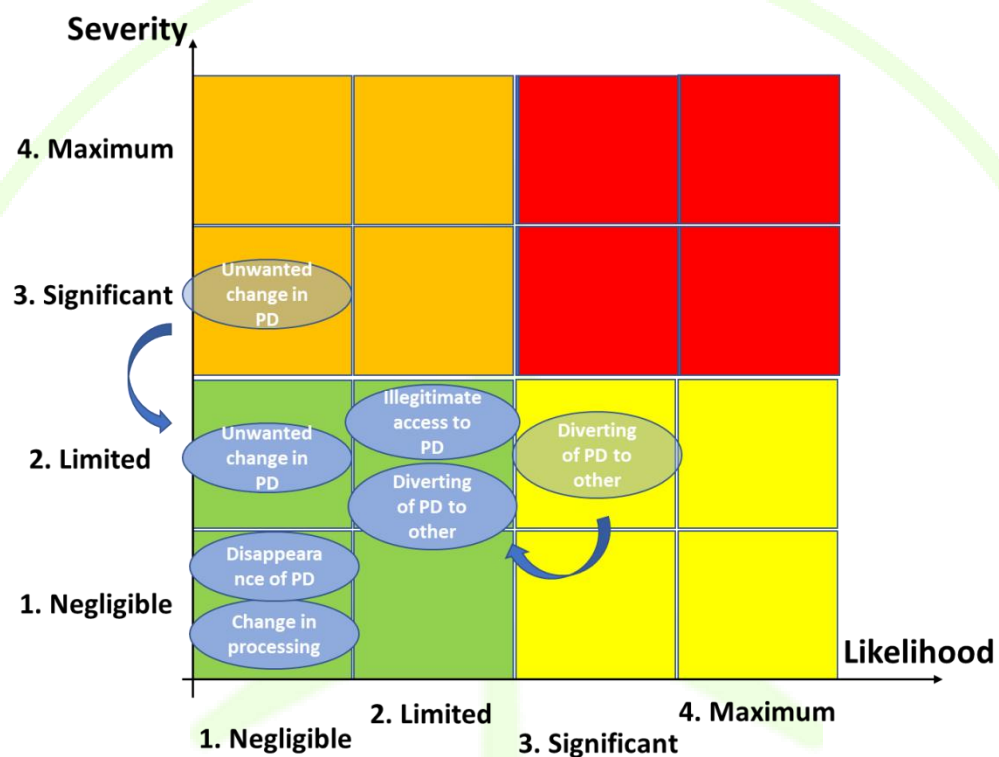 Severity
4. Maximum
Unwanted
change in
PD
3. Significant
Illegitimate
access to
PD
Unwanted
change in
PD
Diverting
of PD to
other
2. Limited
Diverting
of PD to
other
Disappeara
nce of PD
1. Negligible
Change in
processing
Likelihood
1. Negligible
2. Limited
3. Significant
4. Maximum